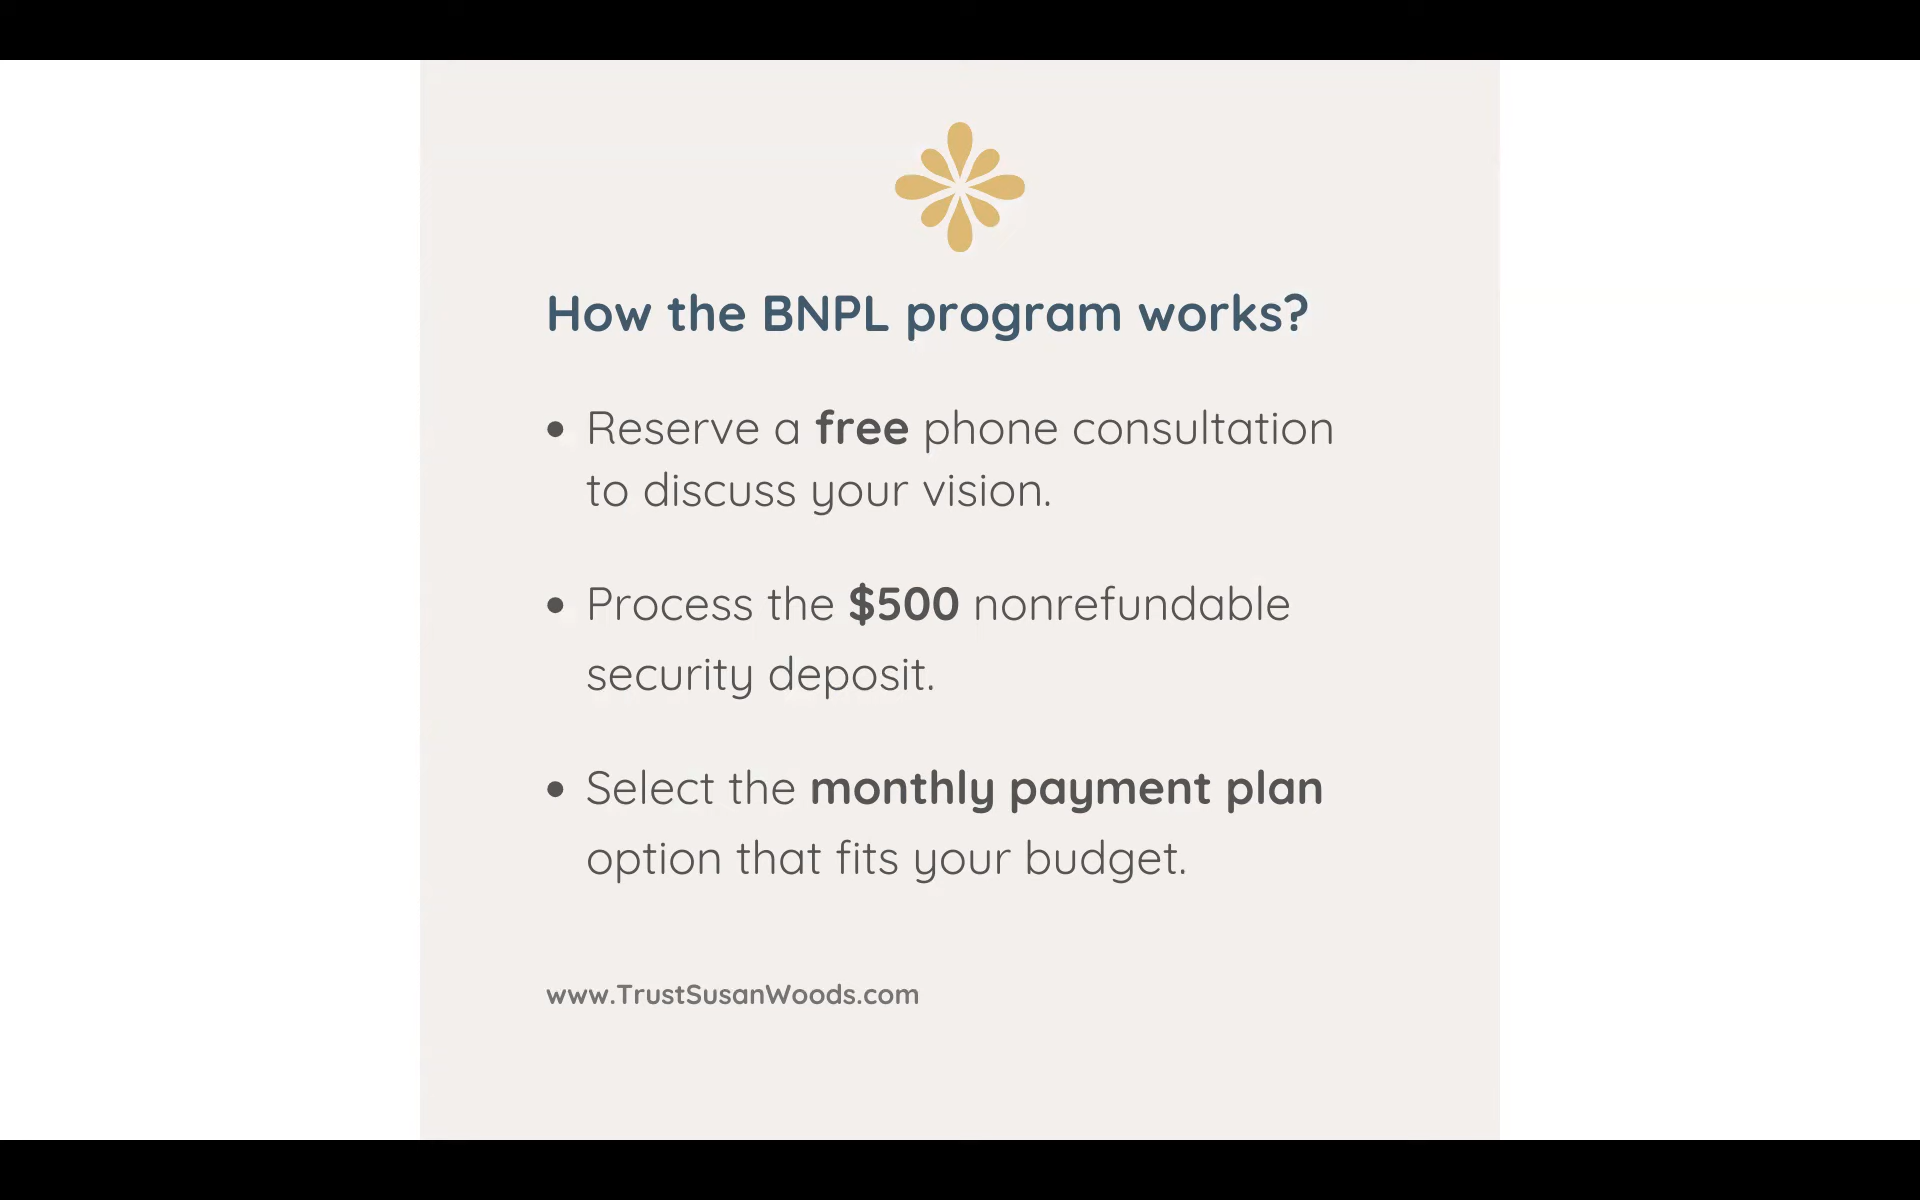 How the BNPL program works?
• Reserve a free phone consultation
to discuss your vision.
• Process the $500 nonrefundable
security deposit.
• Select the monthly payment plan
option that fits your budget.
www.TrustSusanWoods.com